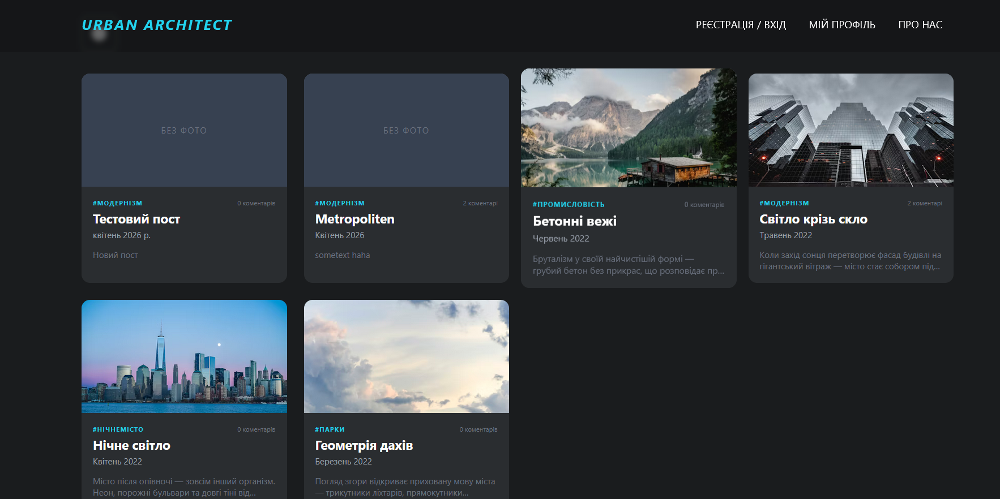 URBAN ARCHITECT
РЕЄСТРАЦІЯ / ВХІД
МІЙ ПРОФІЛЬ
ПРО НАС
БЕЗ ФОТО
#МОДЕРНІЗМ
0 коментарів
Тестовий пост
квітень 2026 р.
Новий пост
БЕЗ ФОТО
#МОДЕРНІЗМ
2 коментарі
Metropoliten
Квітень 2026
sometext haha
#ПРОМИСЛОВІСТЬ
0 коментарів
Бетонні вежі
Червень 2022
Бруталізм у своїй найчистішій формі —
грубий бетон без прикрас, що розповідає пр...
#МОДЕРНІЗМ
2 коментарі
Світло крізь скло
Травень 2022
Коли захід сонця перетворює фасад будівлі на
гігантський вітраж — місто стає собором під...
#НІЧНЕМІСТО
0 коментарів
Нічне світло
Квітень 2022
Місто після опівночі — зовсім інший організм.
Неон, порожні бульвари та довгі тіні від...
#ПАРКИ
0 коментарів
Геометрія дахів
Березень 2022
Погляд згори відкриває приховану мову міста
— трикутники ліхтарів, прямокутники...